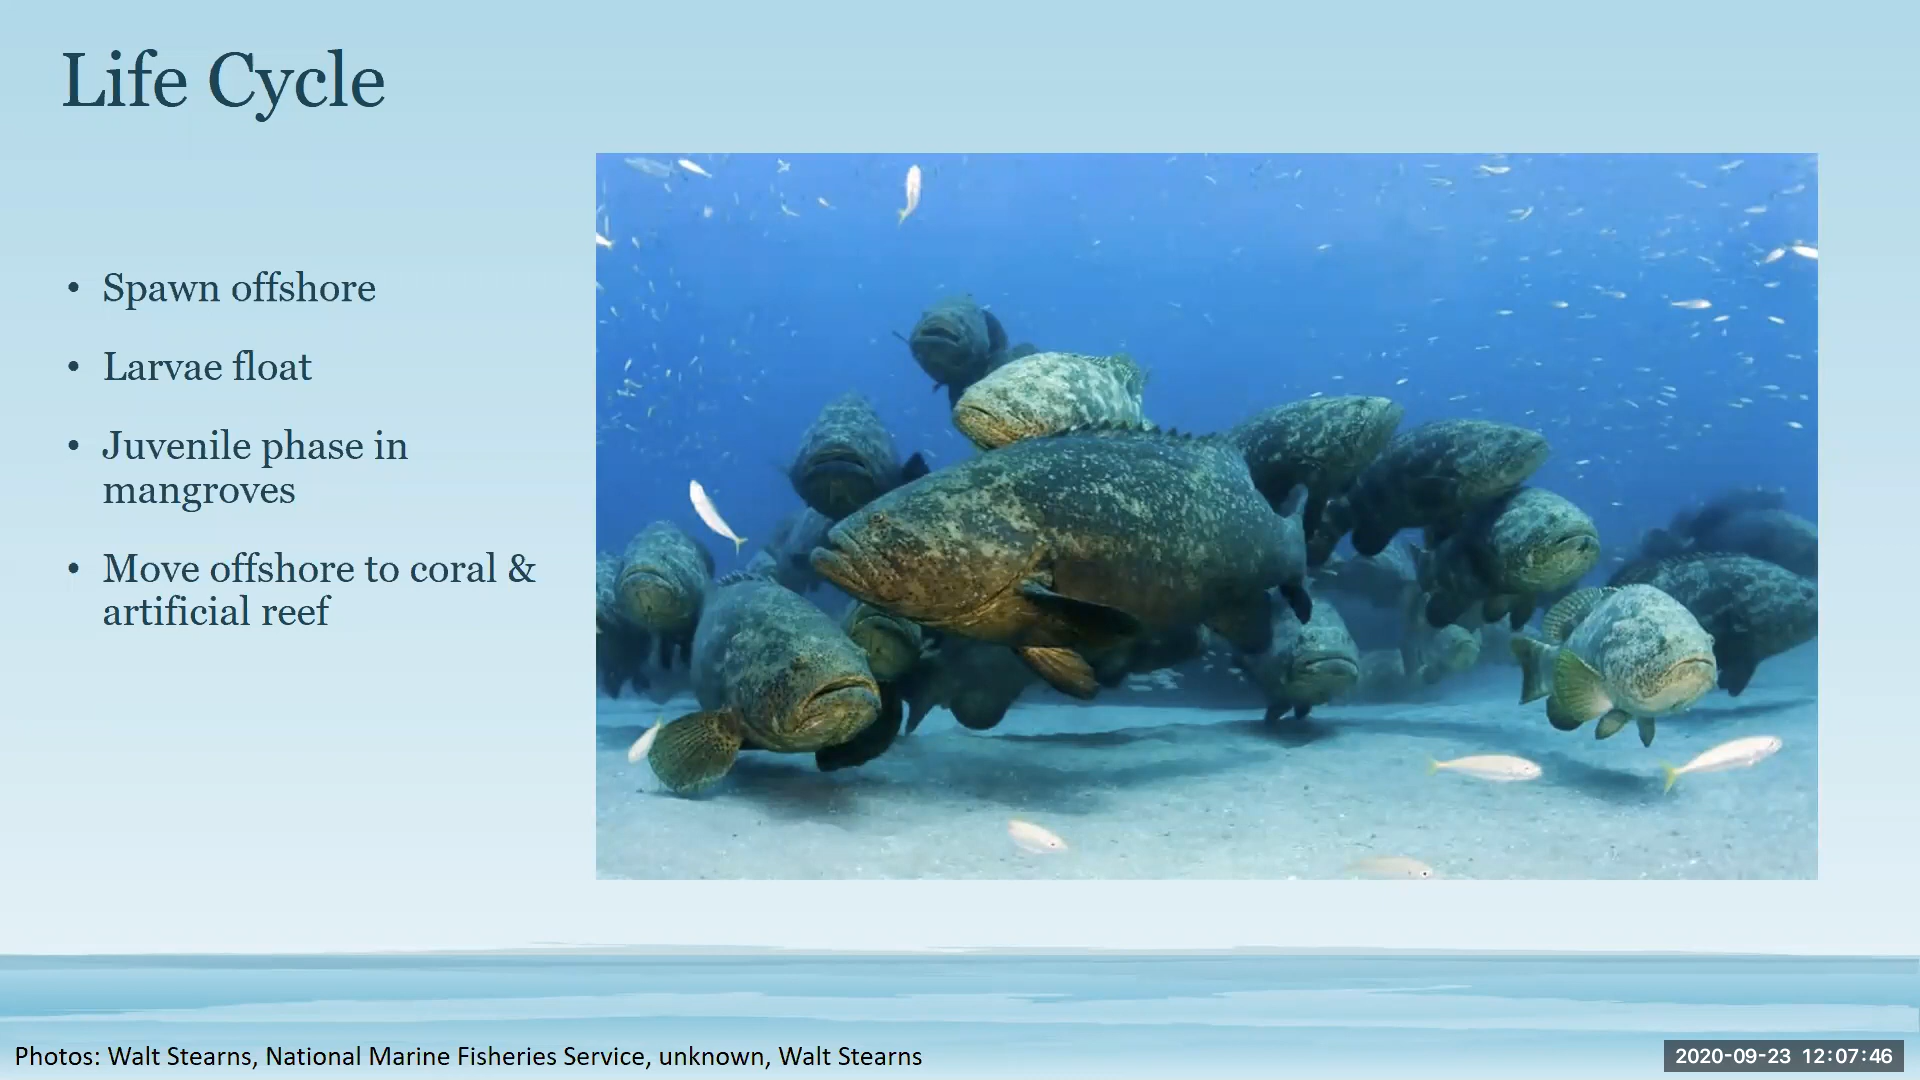 Life Cycle
• Spawn offshore
• Larvae float
• Juvenile phase in
mangroves
• Move offshore to coral &
artificial reef
Photos: Walt Stearns, National Marine Fisheries Service, unknown, Walt Stearns
2020-09-23 12:07:46